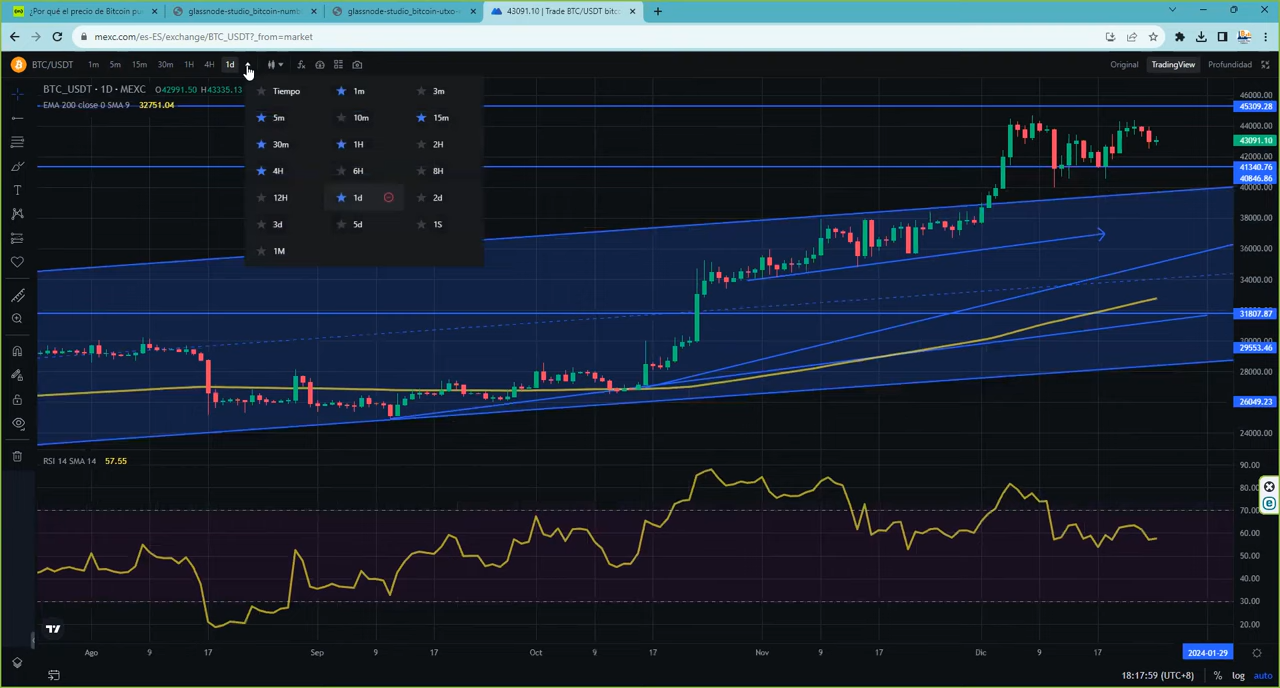 ¿Por qué el precio de Bitcoin pu
glassnode-studio_bitcoin-numb
glassnode-studio_bitcoin-utxo-
43091.10 | Trade BTC/USDT bitc
mexc.com/es-ES/exchange/BTC_USDT?_from=market
BTC/USDT 1m 5m 15m 30m 1H 4H 1d
Original TradingView Profundidad
BTC_USDT · 1D · MEXC O42991.50 H43335.13
EMA 200 close 0 SMA 9 32751.04
Tiempo 1m 3m
5m 10m 15m
30m 1H 2H
4H 6H 8H
12H 1d 2d
3d 5d 1S
1M
46000.00
45309.28
44000.00
43091.10
42000.00
41340.76
40846.86
40000.00
38000.00
36000.00
34000.00
31807.87
29553.46
28000.00
26049.23
24000.00
RSI 14 SMA 14 57.55
90.00
80.00
70.00
60.00
50.00
40.00
30.00
20.00
Ago 9 17 Sep 9 17 Oct 9 17 Nov 9 17 Dic 9 17 2024-01-29
18:17:59 (UTC+8) % log auto